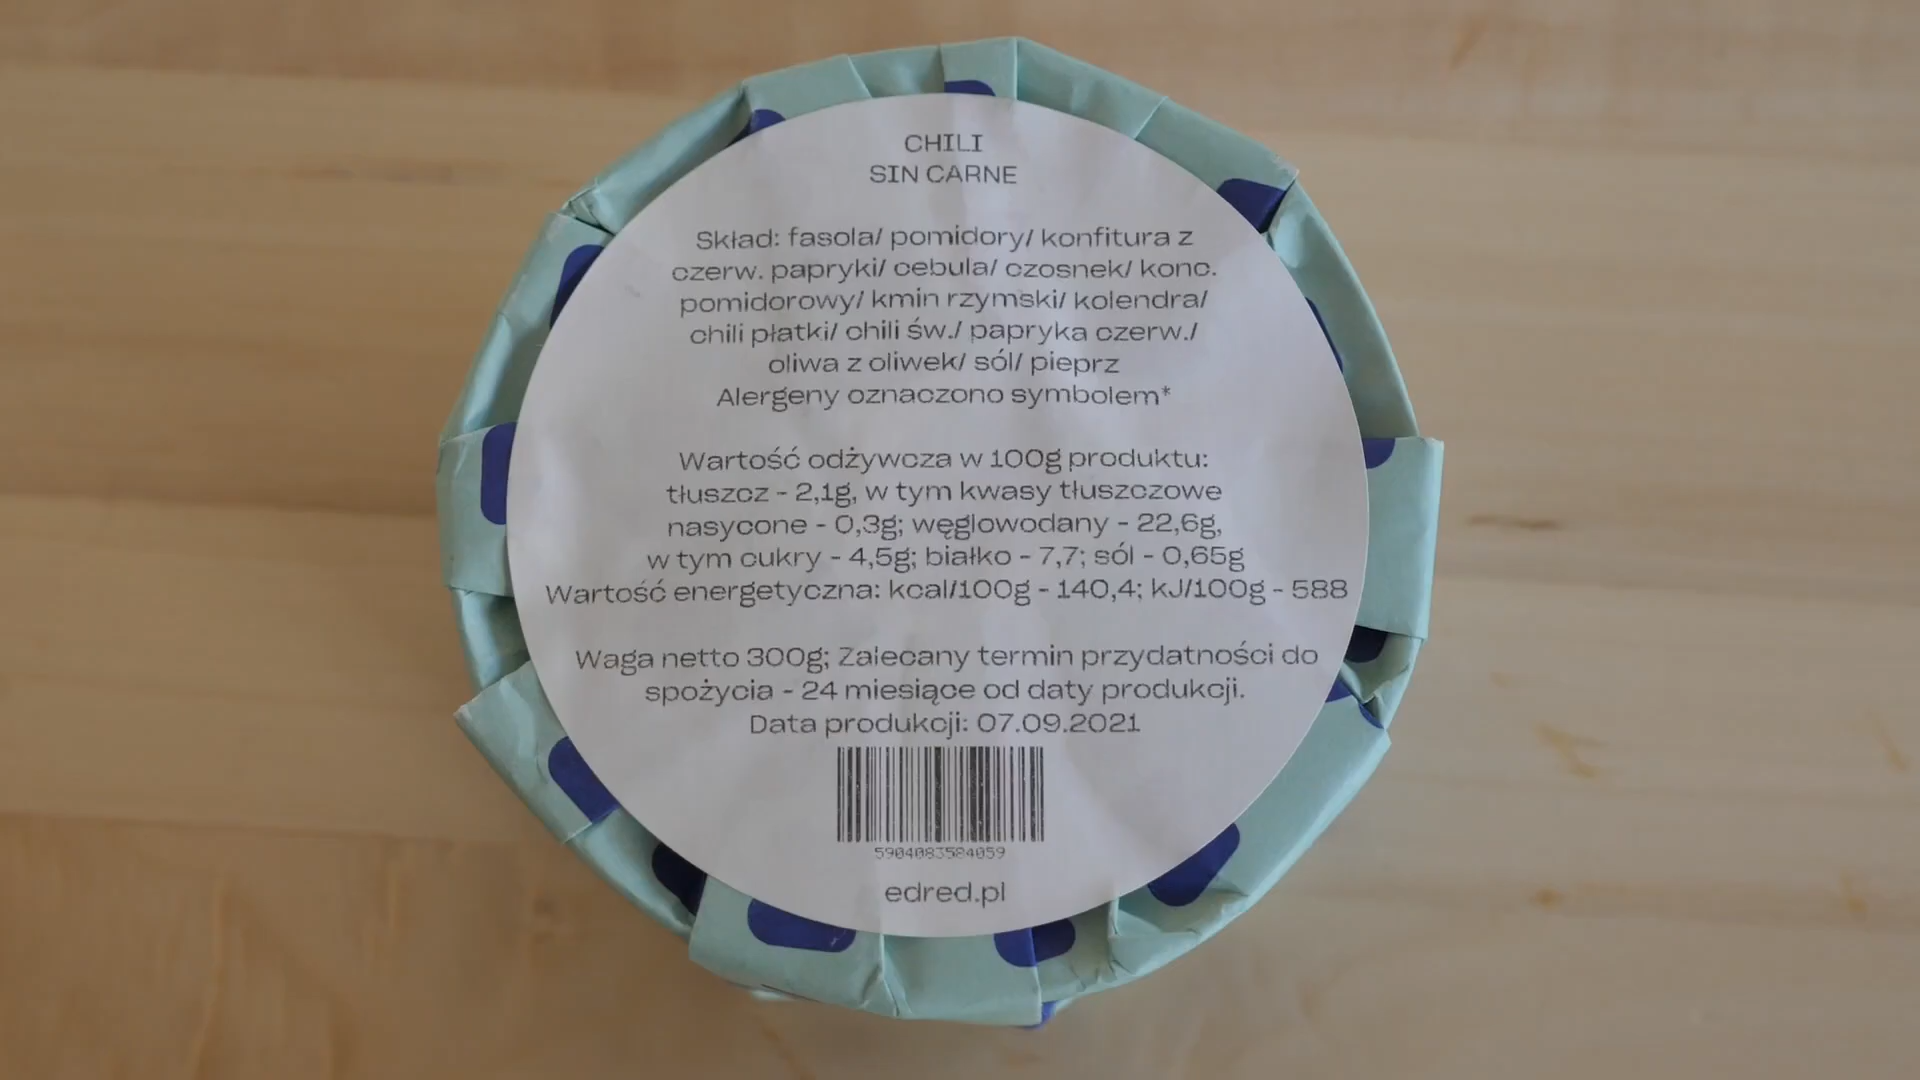 CHILI
SIN CARNE
Skład: fasola/ pomidory/ konfitura z
czerw. papryki/ cebula/ czosnek/ konc.
pomidorowy/ kmin rzymski/ kolendra/
chili płatki/ chili św./ papryka czerw./
oliwa z oliwek/ sól/ pieprz
Alergeny oznaczono symbolem*
Wartość odżywcza w 100g produktu:
tłuszcz - 2,1g, w tym kwasy tłuszczowe
nasycone - 0,3g; węglowodany - 22,6g,
w tym cukry - 4,5g; białko - 7,7; sól - 0,65g
Wartość energetyczna: kcal/100g - 140,4; kJ/100g - 588
Waga netto 300g; Zalecany termin przydatności do
spożycia - 24 miesiące od daty produkcji.
Data produkcji: 07.09.2021
5904083584059
edred.pl